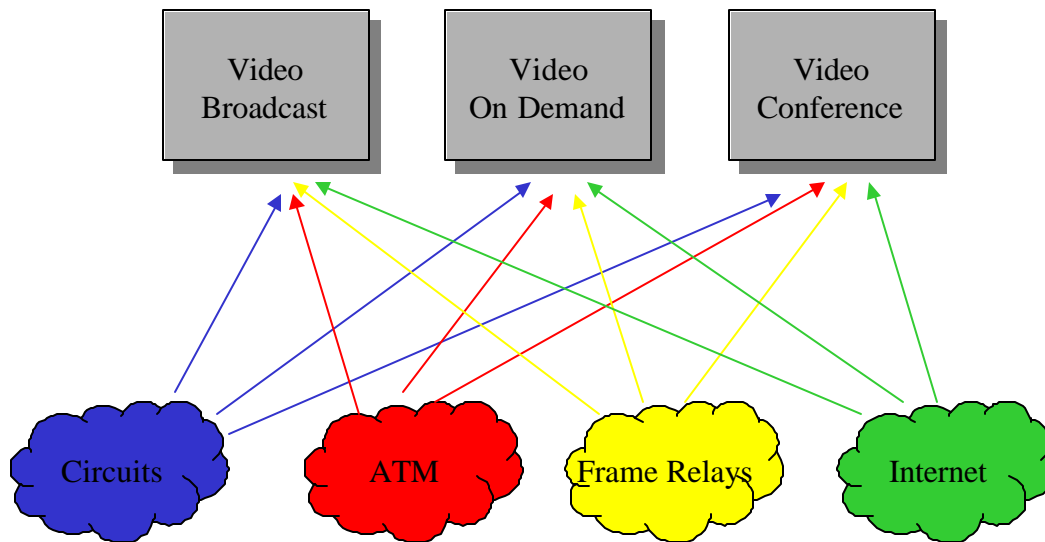 Video
Broadcast
Video
On Demand
Video
Conference
Circuits
ATM
Frame Relays
Internet